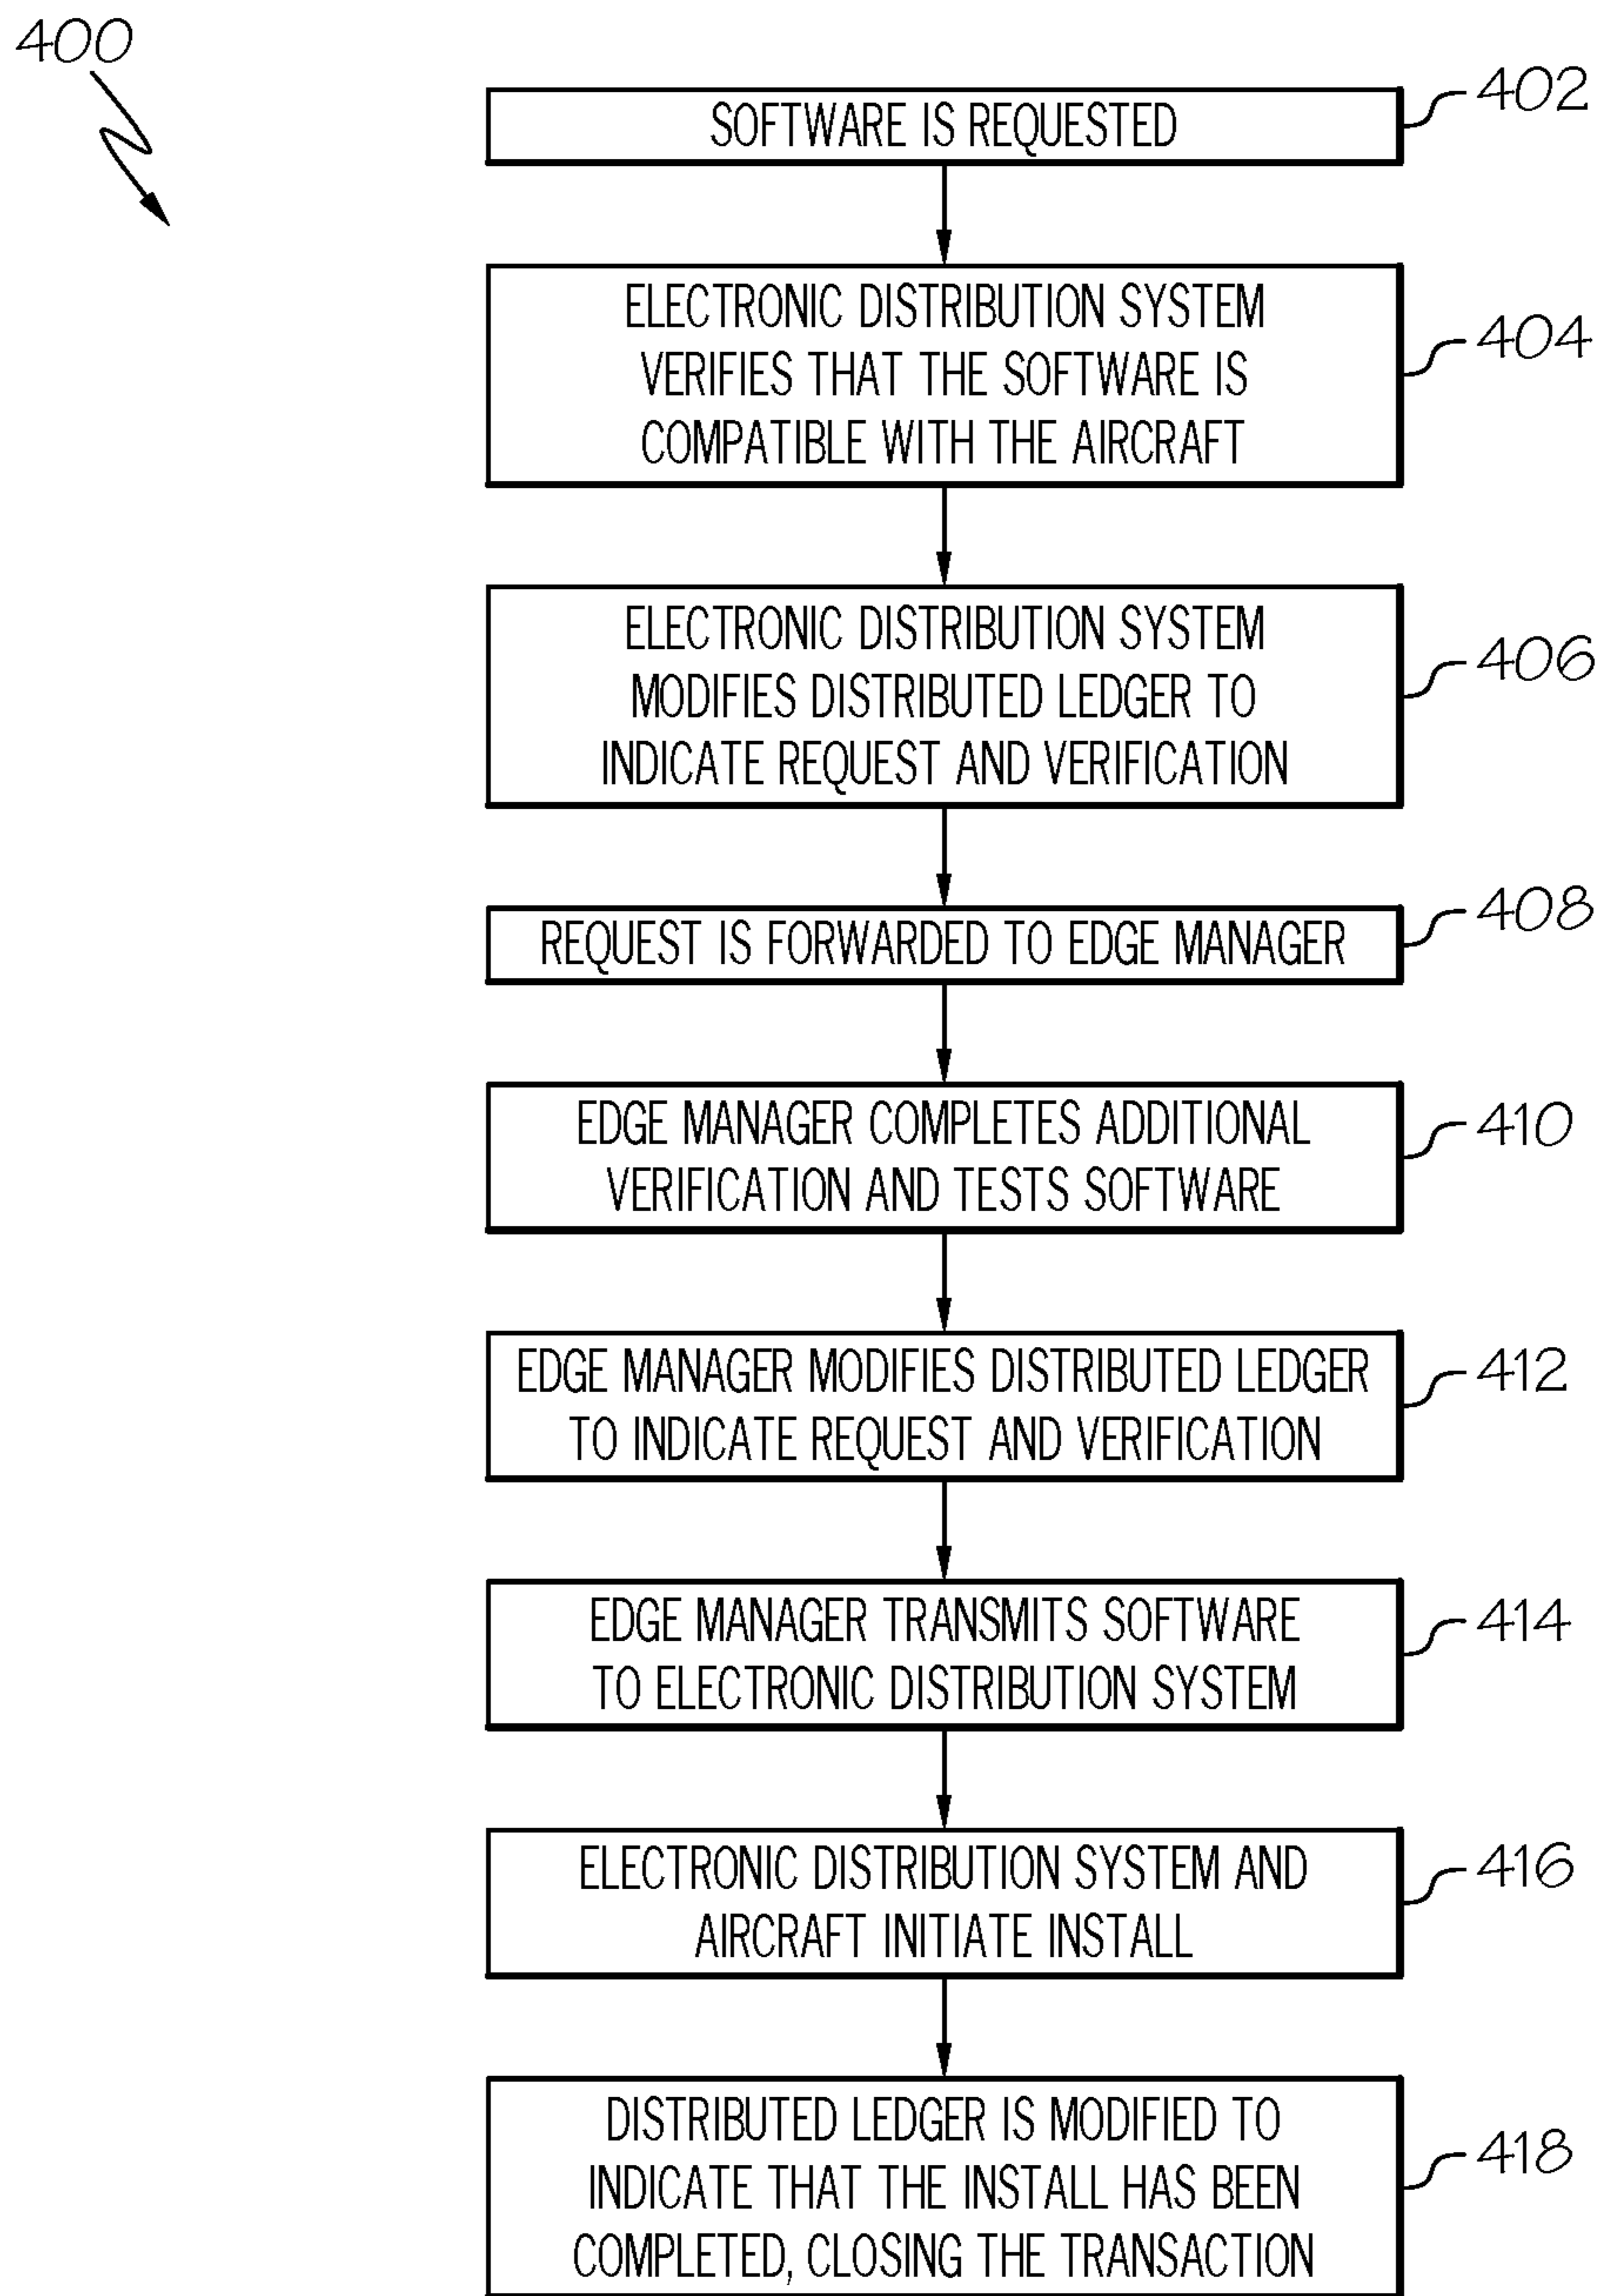 400
SOFTWARE IS REQUESTED
402
ELECTRONIC DISTRIBUTION SYSTEM
VERIFIES THAT THE SOFTWARE IS
COMPATIBLE WITH THE AIRCRAFT
404
ELECTRONIC DISTRIBUTION SYSTEM
MODIFIES DISTRIBUTED LEDGER TO
INDICATE REQUEST AND VERIFICATION
406
REQUEST IS FORWARDED TO EDGE MANAGER
408
EDGE MANAGER COMPLETES ADDITIONAL
VERIFICATION AND TESTS SOFTWARE
410
EDGE MANAGER MODIFIES DISTRIBUTED LEDGER
TO INDICATE REQUEST AND VERIFICATION
412
EDGE MANAGER TRANSMITS SOFTWARE
TO ELECTRONIC DISTRIBUTION SYSTEM
414
ELECTRONIC DISTRIBUTION SYSTEM AND
AIRCRAFT INITIATE INSTALL
416
DISTRIBUTED LEDGER IS MODIFIED TO
INDICATE THAT THE INSTALL HAS BEEN
COMPLETED, CLOSING THE TRANSACTION
418